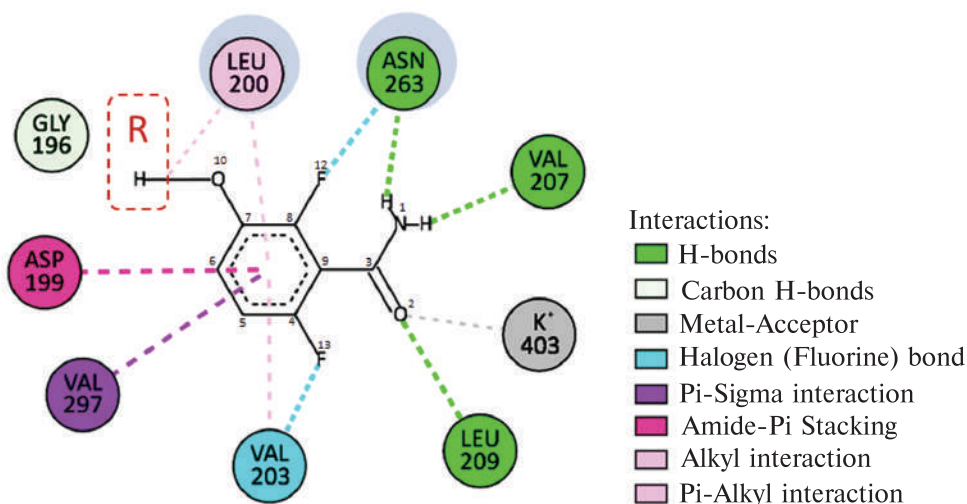 LEU
200
ASN
263
GLY
196
R
VAL
207
H
O
10
F
12
H
N
1
H
7
8
ASP
199
6
9
3
5
4
O
2
K+
403
F
13
VAL
297
VAL
203
LEU
209
Interactions:
H-bonds
Carbon H-bonds
Metal-Acceptor
Halogen (Fluorine) bond
Pi-Sigma interaction
Amide-Pi Stacking
Alkyl interaction
Pi-Alkyl interaction